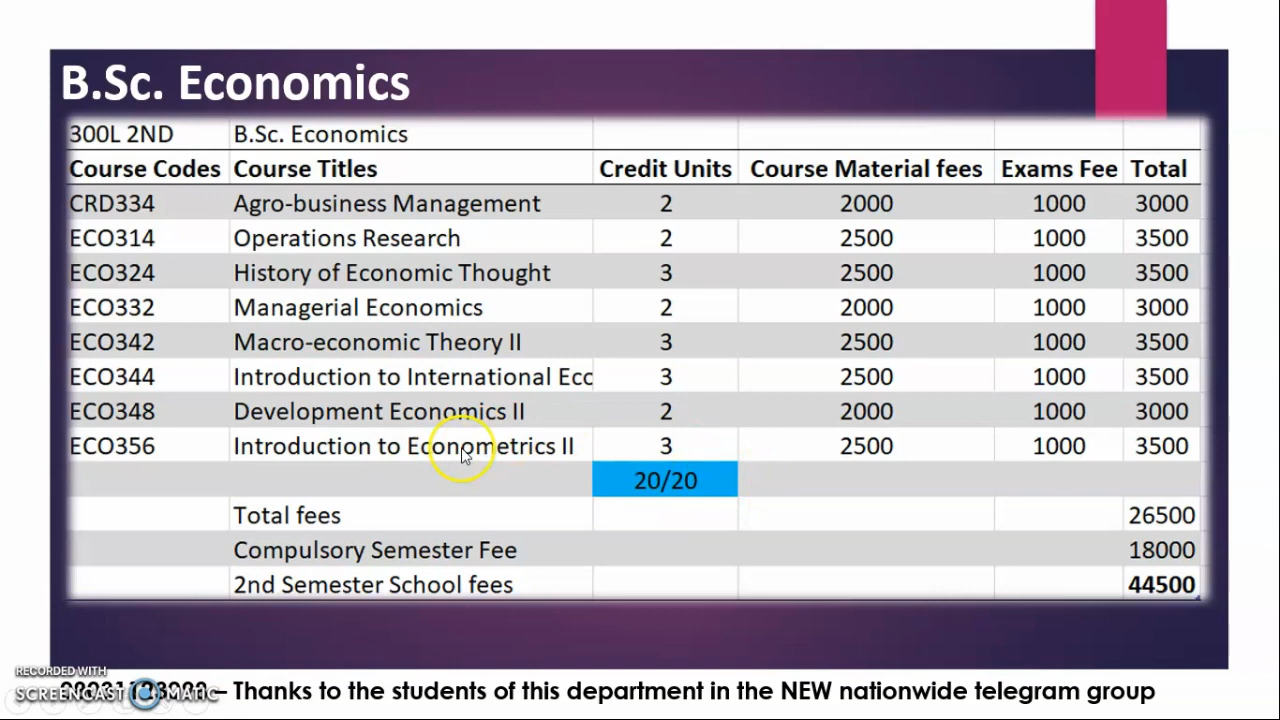 B.Sc. Economics
300L 2ND B.Sc. Economics
Course Codes Course Titles Credit Units Course Material fees Exams Fee Total
CRD334 Agro-business Management 2 2000 1000 3000
ECO314 Operations Research 2 2500 1000 3500
ECO324 History of Economic Thought 3 2500 1000 3500
ECO332 Managerial Economics 2 2000 1000 3000
ECO342 Macro-economic Theory II 3 2500 1000 3500
ECO344 Introduction to International Ecc 3 2500 1000 3500
ECO348 Development Economics II 2 2000 1000 3000
ECO356 Introduction to Econometrics II 3 2500 1000 3500
20/20
Total fees 26500
Compulsory Semester Fee 18000
2nd Semester School fees 44500
RECORDED WITH
SCREENCAST MATIC
– Thanks to the students of this department in the NEW nationwide telegram group